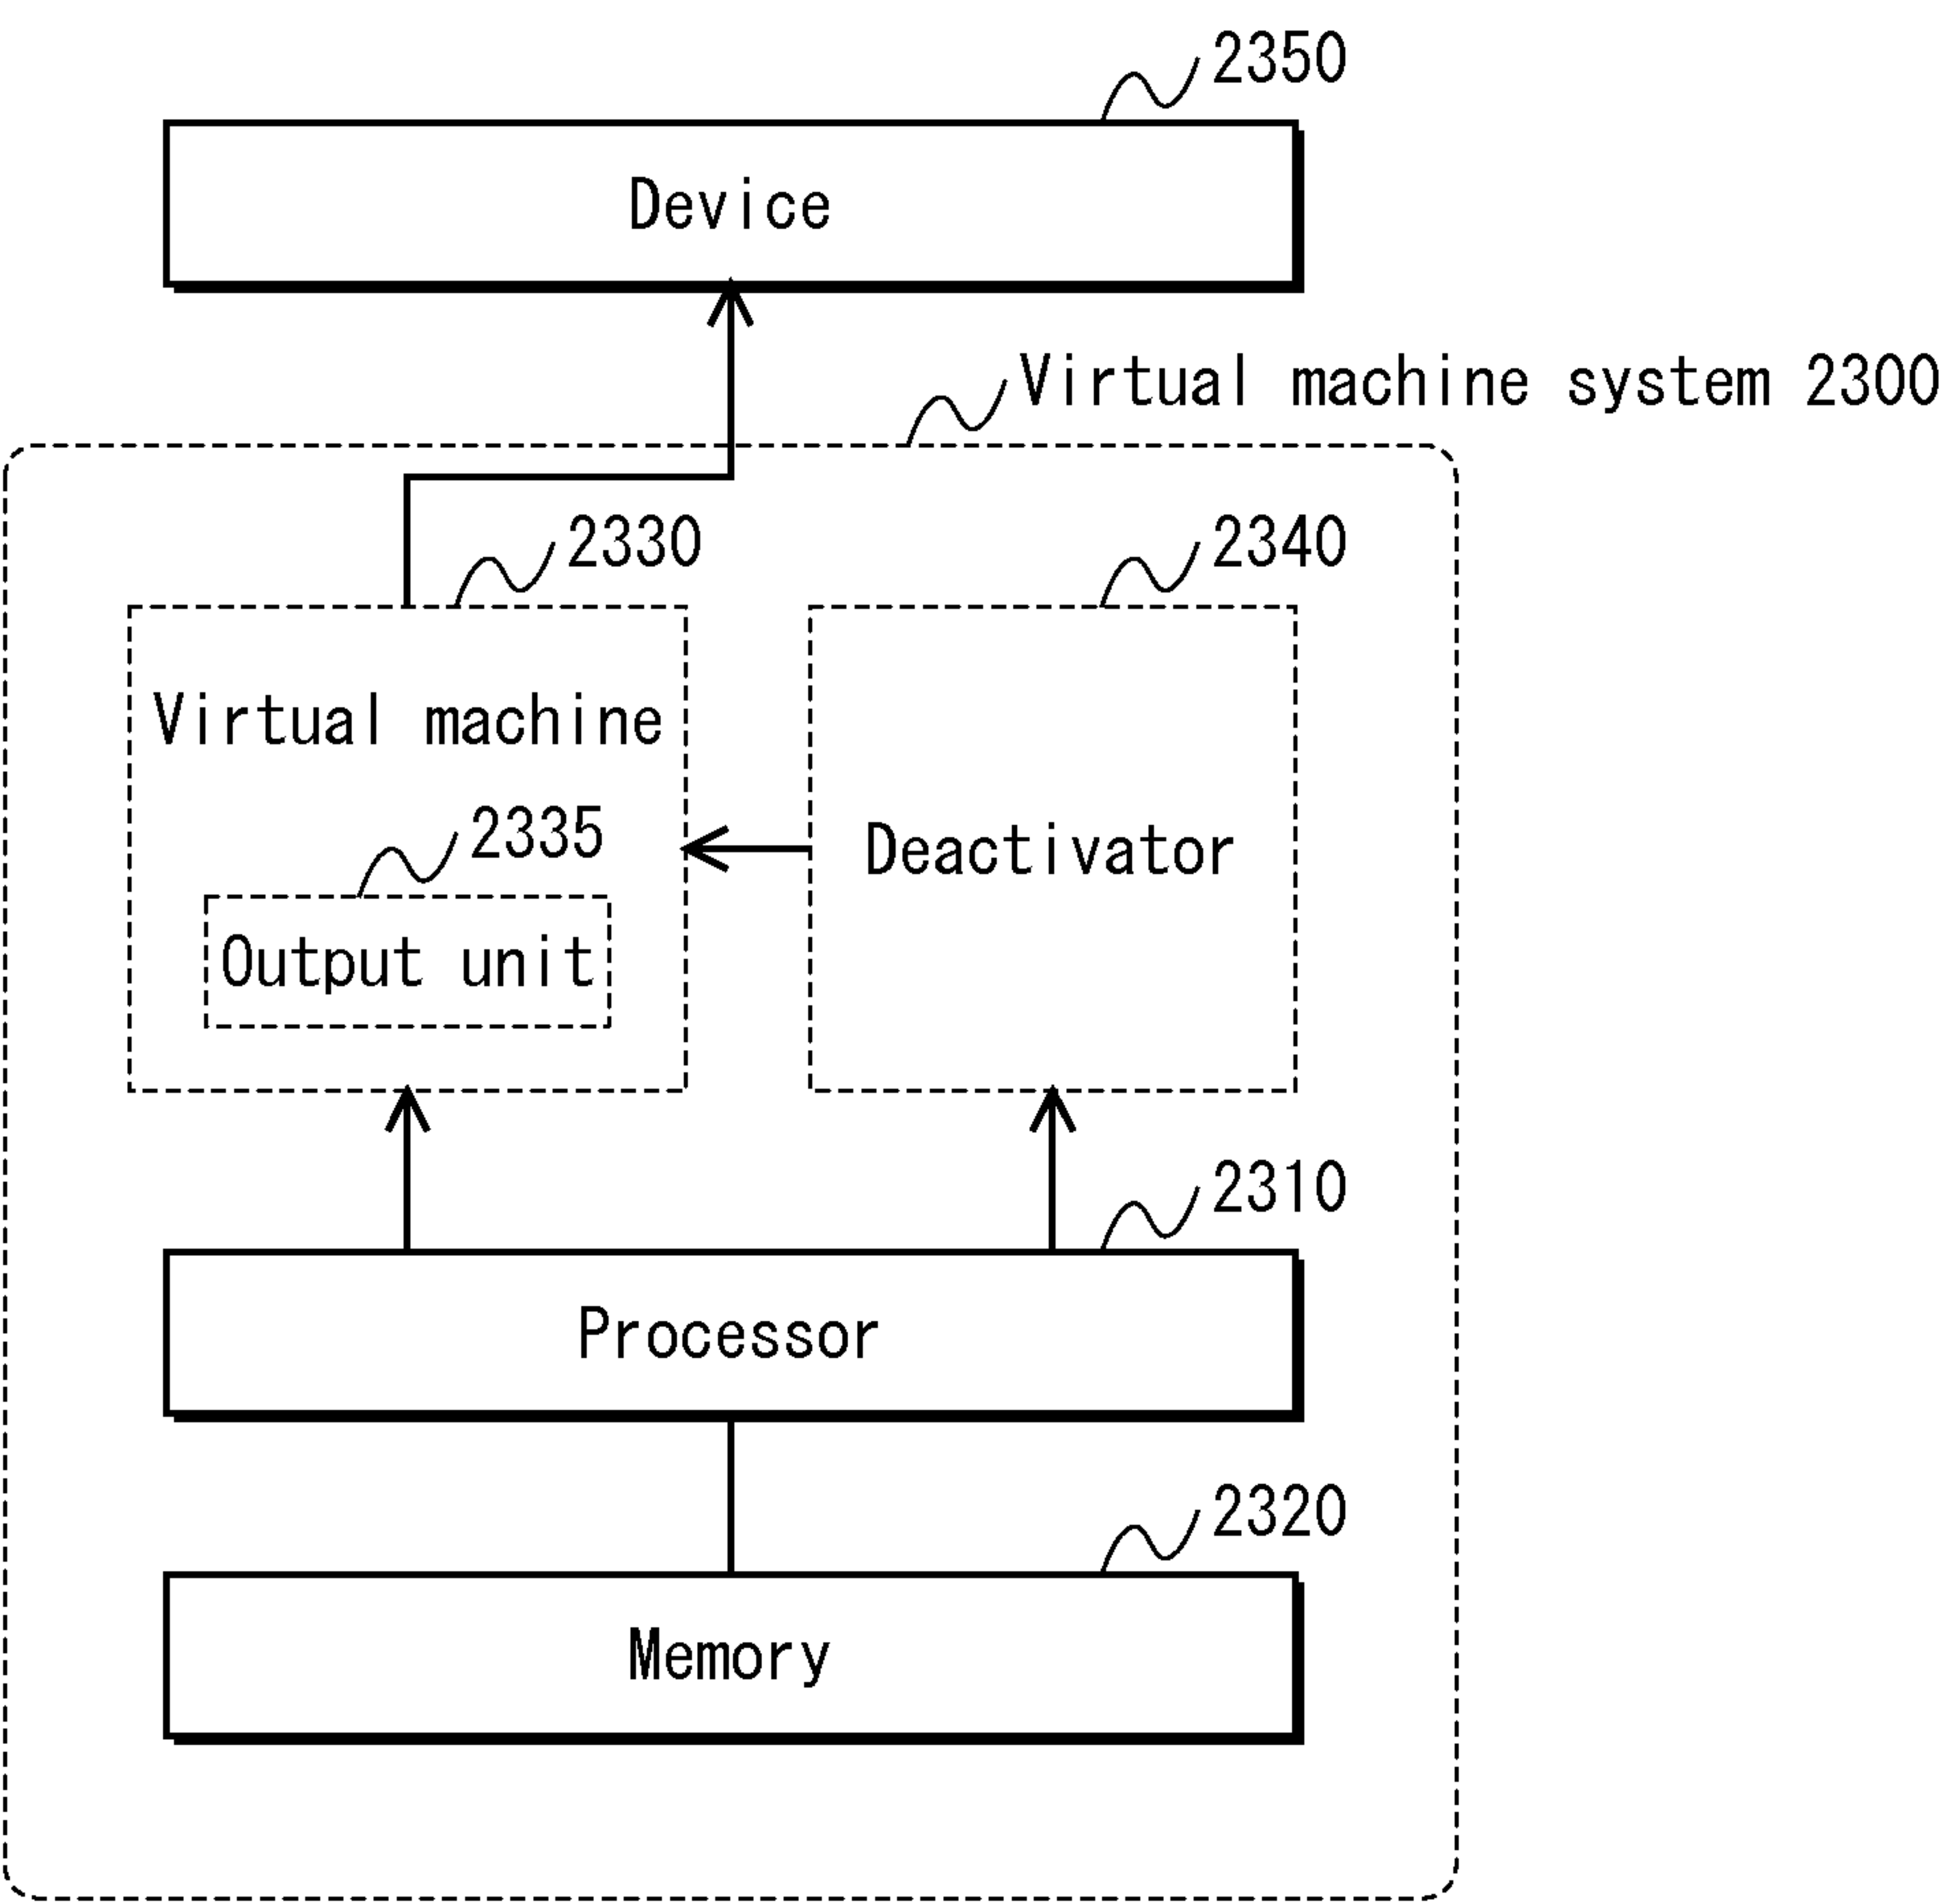 2350
Device
Virtual machine system 2300
2330
2340
Virtual machine
2335
Deactivator
Output unit
2310
Processor
2320
Memory